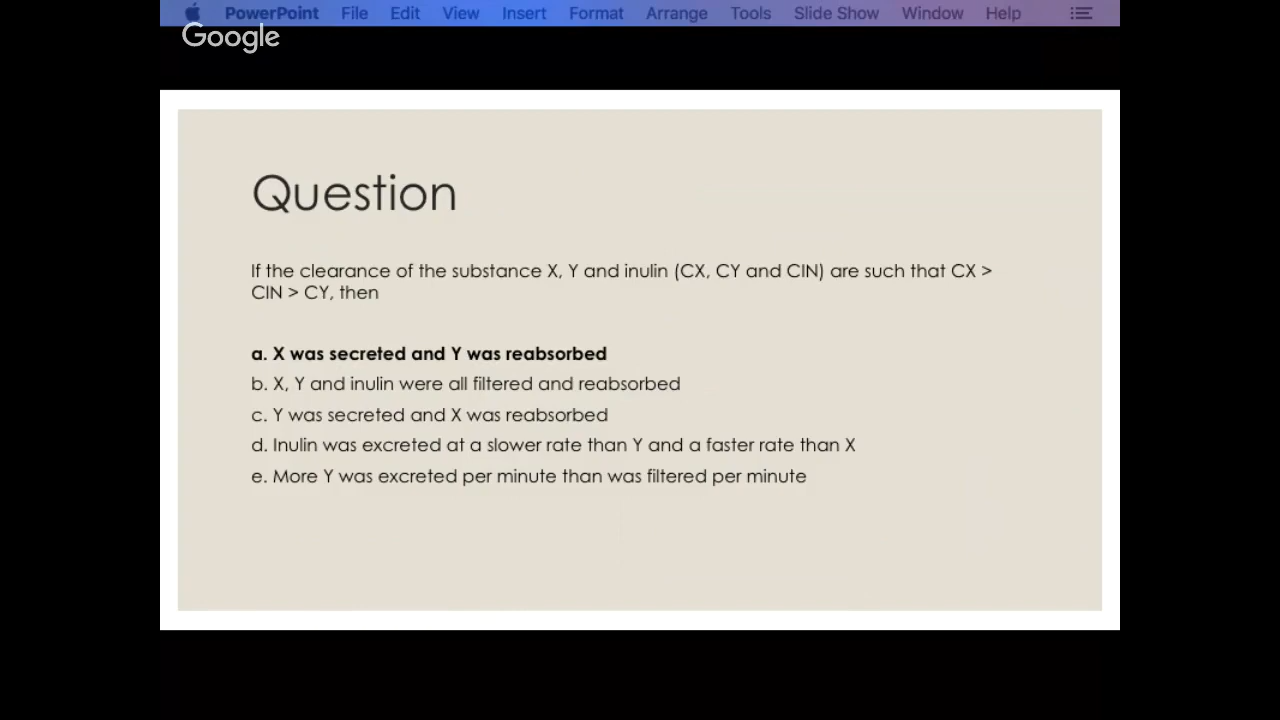 PowerPoint File Edit View Insert Format Arrange Tools Slide Show Window Help
Google
Question
If the clearance of the substance X, Y and inulin (CX, CY and CIN) are such that CX >
CIN > CY, then
a. X was secreted and Y was reabsorbed
b. X, Y and inulin were all filtered and reabsorbed
c. Y was secreted and X was reabsorbed
d. Inulin was excreted at a slower rate than Y and a faster rate than X
e. More Y was excreted per minute than was filtered per minute